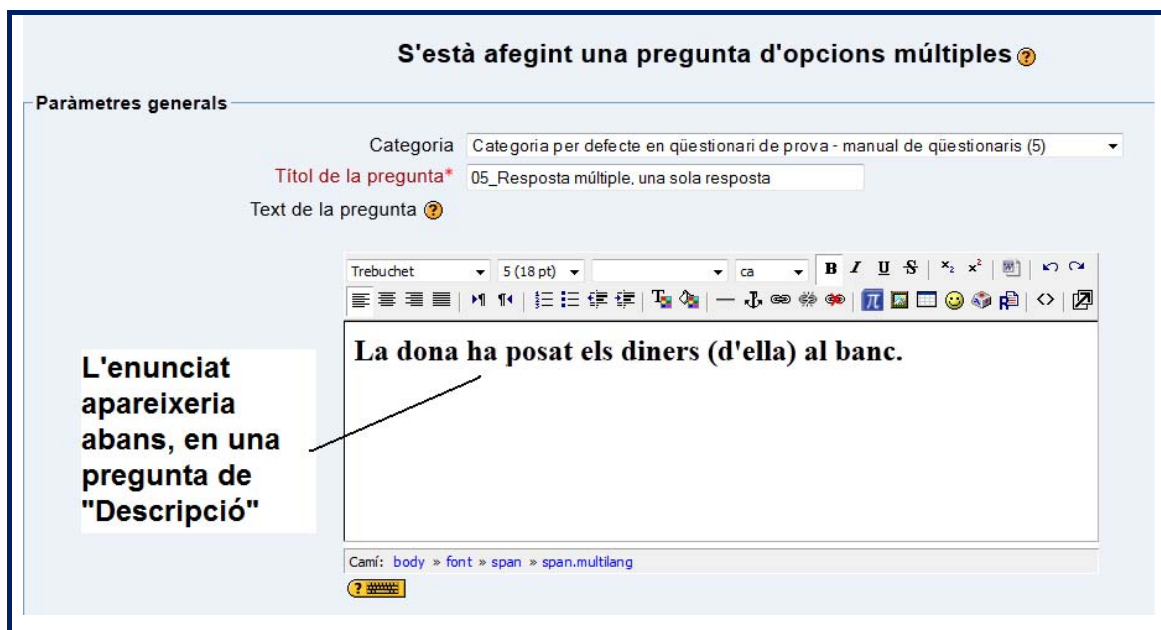 S'està afegint una pregunta d'opcions múltiples
Paràmetres generals
Categoria Categoria per defecte en qüestionari de prova - manual de qüestionaris (5)
Títol de la pregunta* 05_Resposta múltiple, una sola resposta
Text de la pregunta
Trebuchet 5 (18 pt) ca B I U S x₂ x²
La dona ha posat els diners (d'ella) al banc.
L'enunciat
apareixeria
abans, en una
pregunta de
"Descripció"
Camí: body » font » span » span.multilang